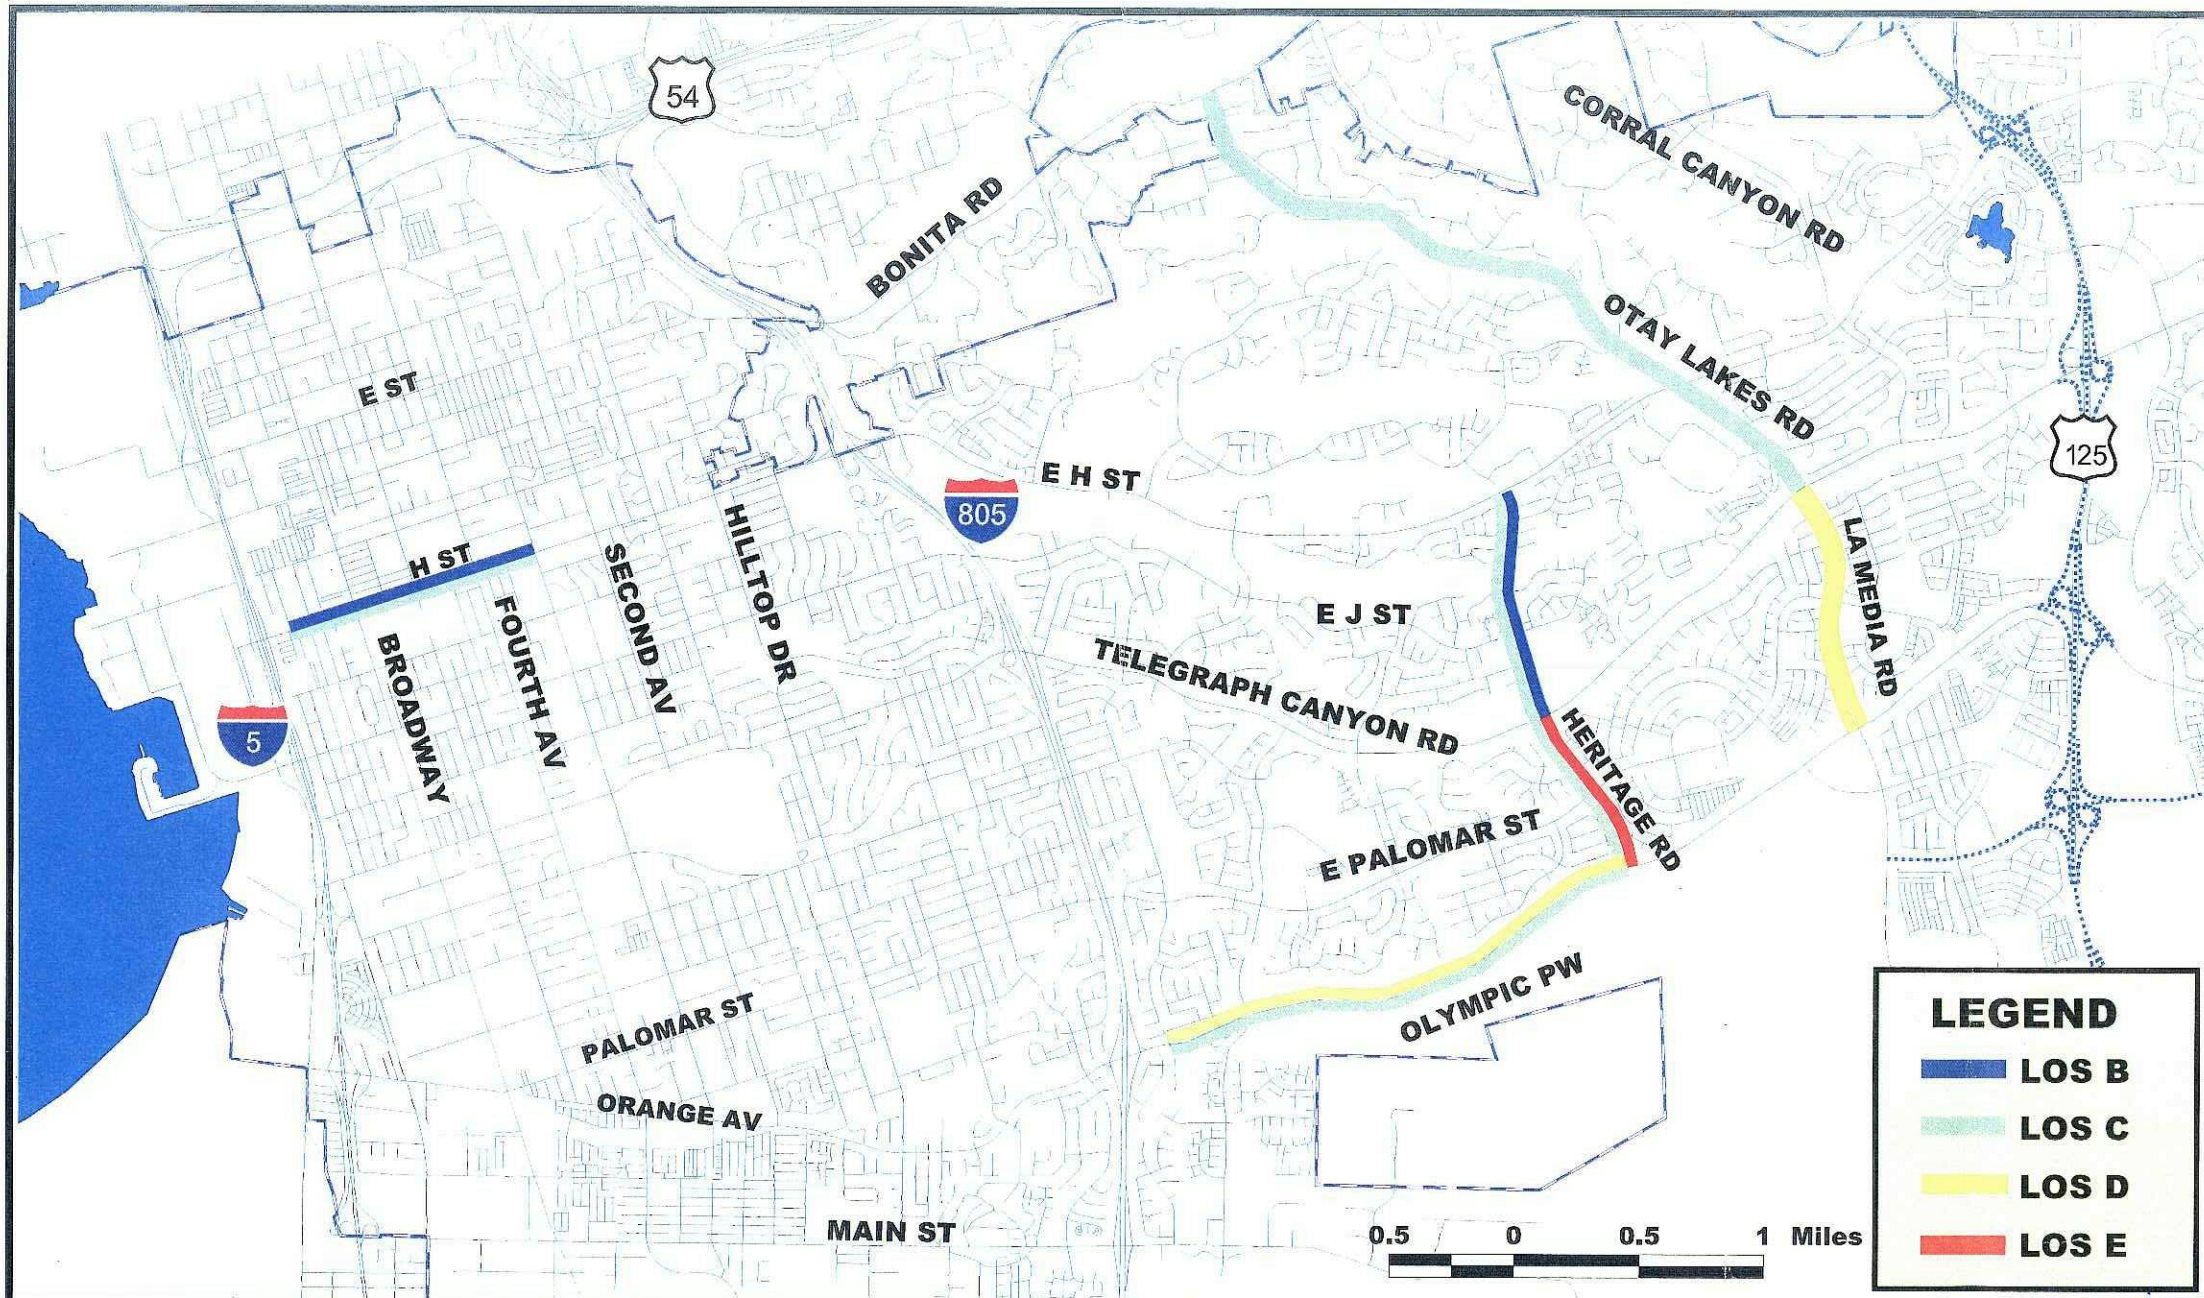 54
CORRAL CANYON RD
BONITA RD
OTAY LAKES RD
E ST
125
E H ST
805
H ST
HILLTOP DR
SECOND AV
LA MEDIA RD
FOURTH AV
E J ST
BROADWAY
TELEGRAPH CANYON RD
5
HERITAGE RD
E PALOMAR ST
OLYMPIC PW
PALOMAR ST
ORANGE AV
MAIN ST
0.5 0 0.5 1 Miles
LEGEND
LOS B
LOS C
LOS D
LOS E